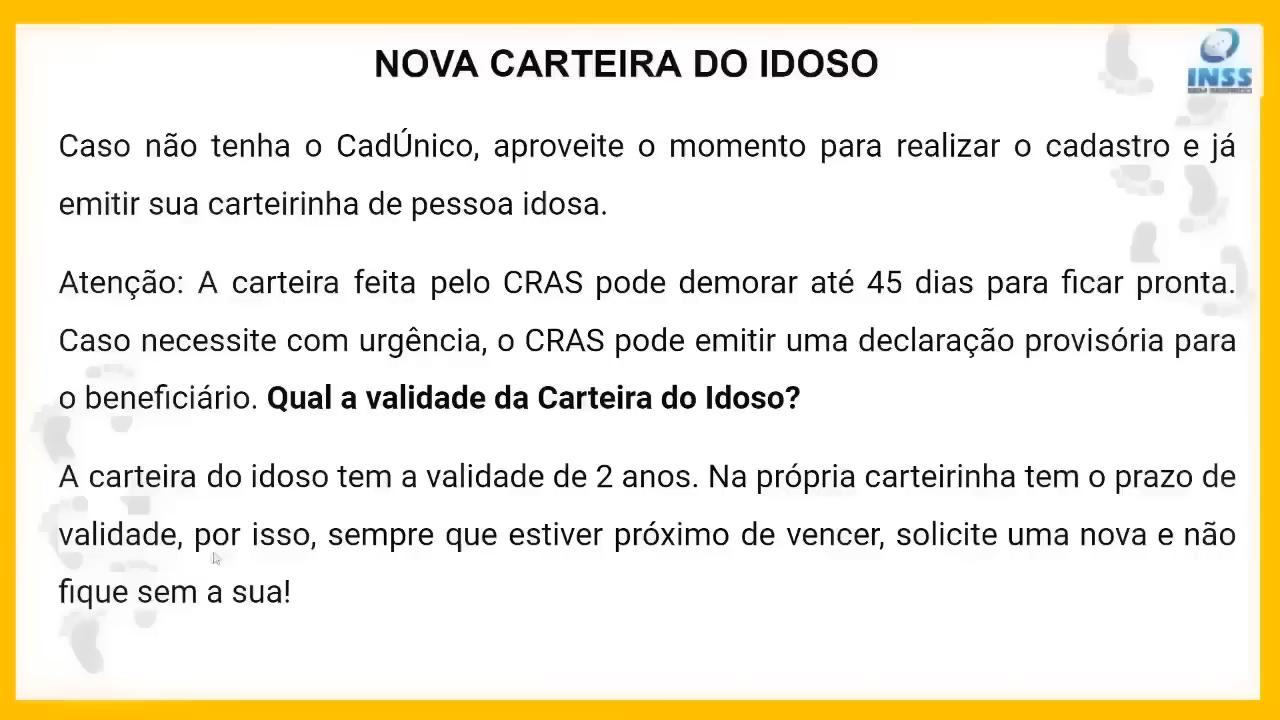 NOVA CARTEIRA DO IDOSO
INSS
SEM SEGREDO
Caso não tenha o CadÚnico, aproveite o momento para realizar o cadastro e já
emitir sua carteirinha de pessoa idosa.
Atenção: A carteira feita pelo CRAS pode demorar até 45 dias para ficar pronta.
Caso necessite com urgência, o CRAS pode emitir uma declaração provisória para
o beneficiário. Qual a validade da Carteira do Idoso?
A carteira do idoso tem a validade de 2 anos. Na própria carteirinha tem o prazo de
validade, por isso, sempre que estiver próximo de vencer, solicite uma nova e não
fique sem a sua!